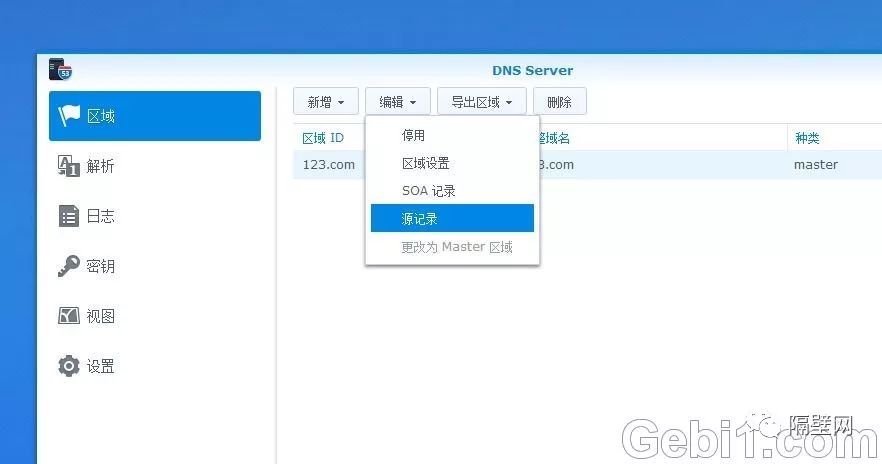 53
DNS Server
区域
解析
日志
密钥
视图
设置
新增
编辑
导出区域
删除
停用
区域设置
SOA 记录
源记录
更改为 Master 区域
区域 ID
域名
种类
123.com
3.com
master
隔壁网
Gebi1.com